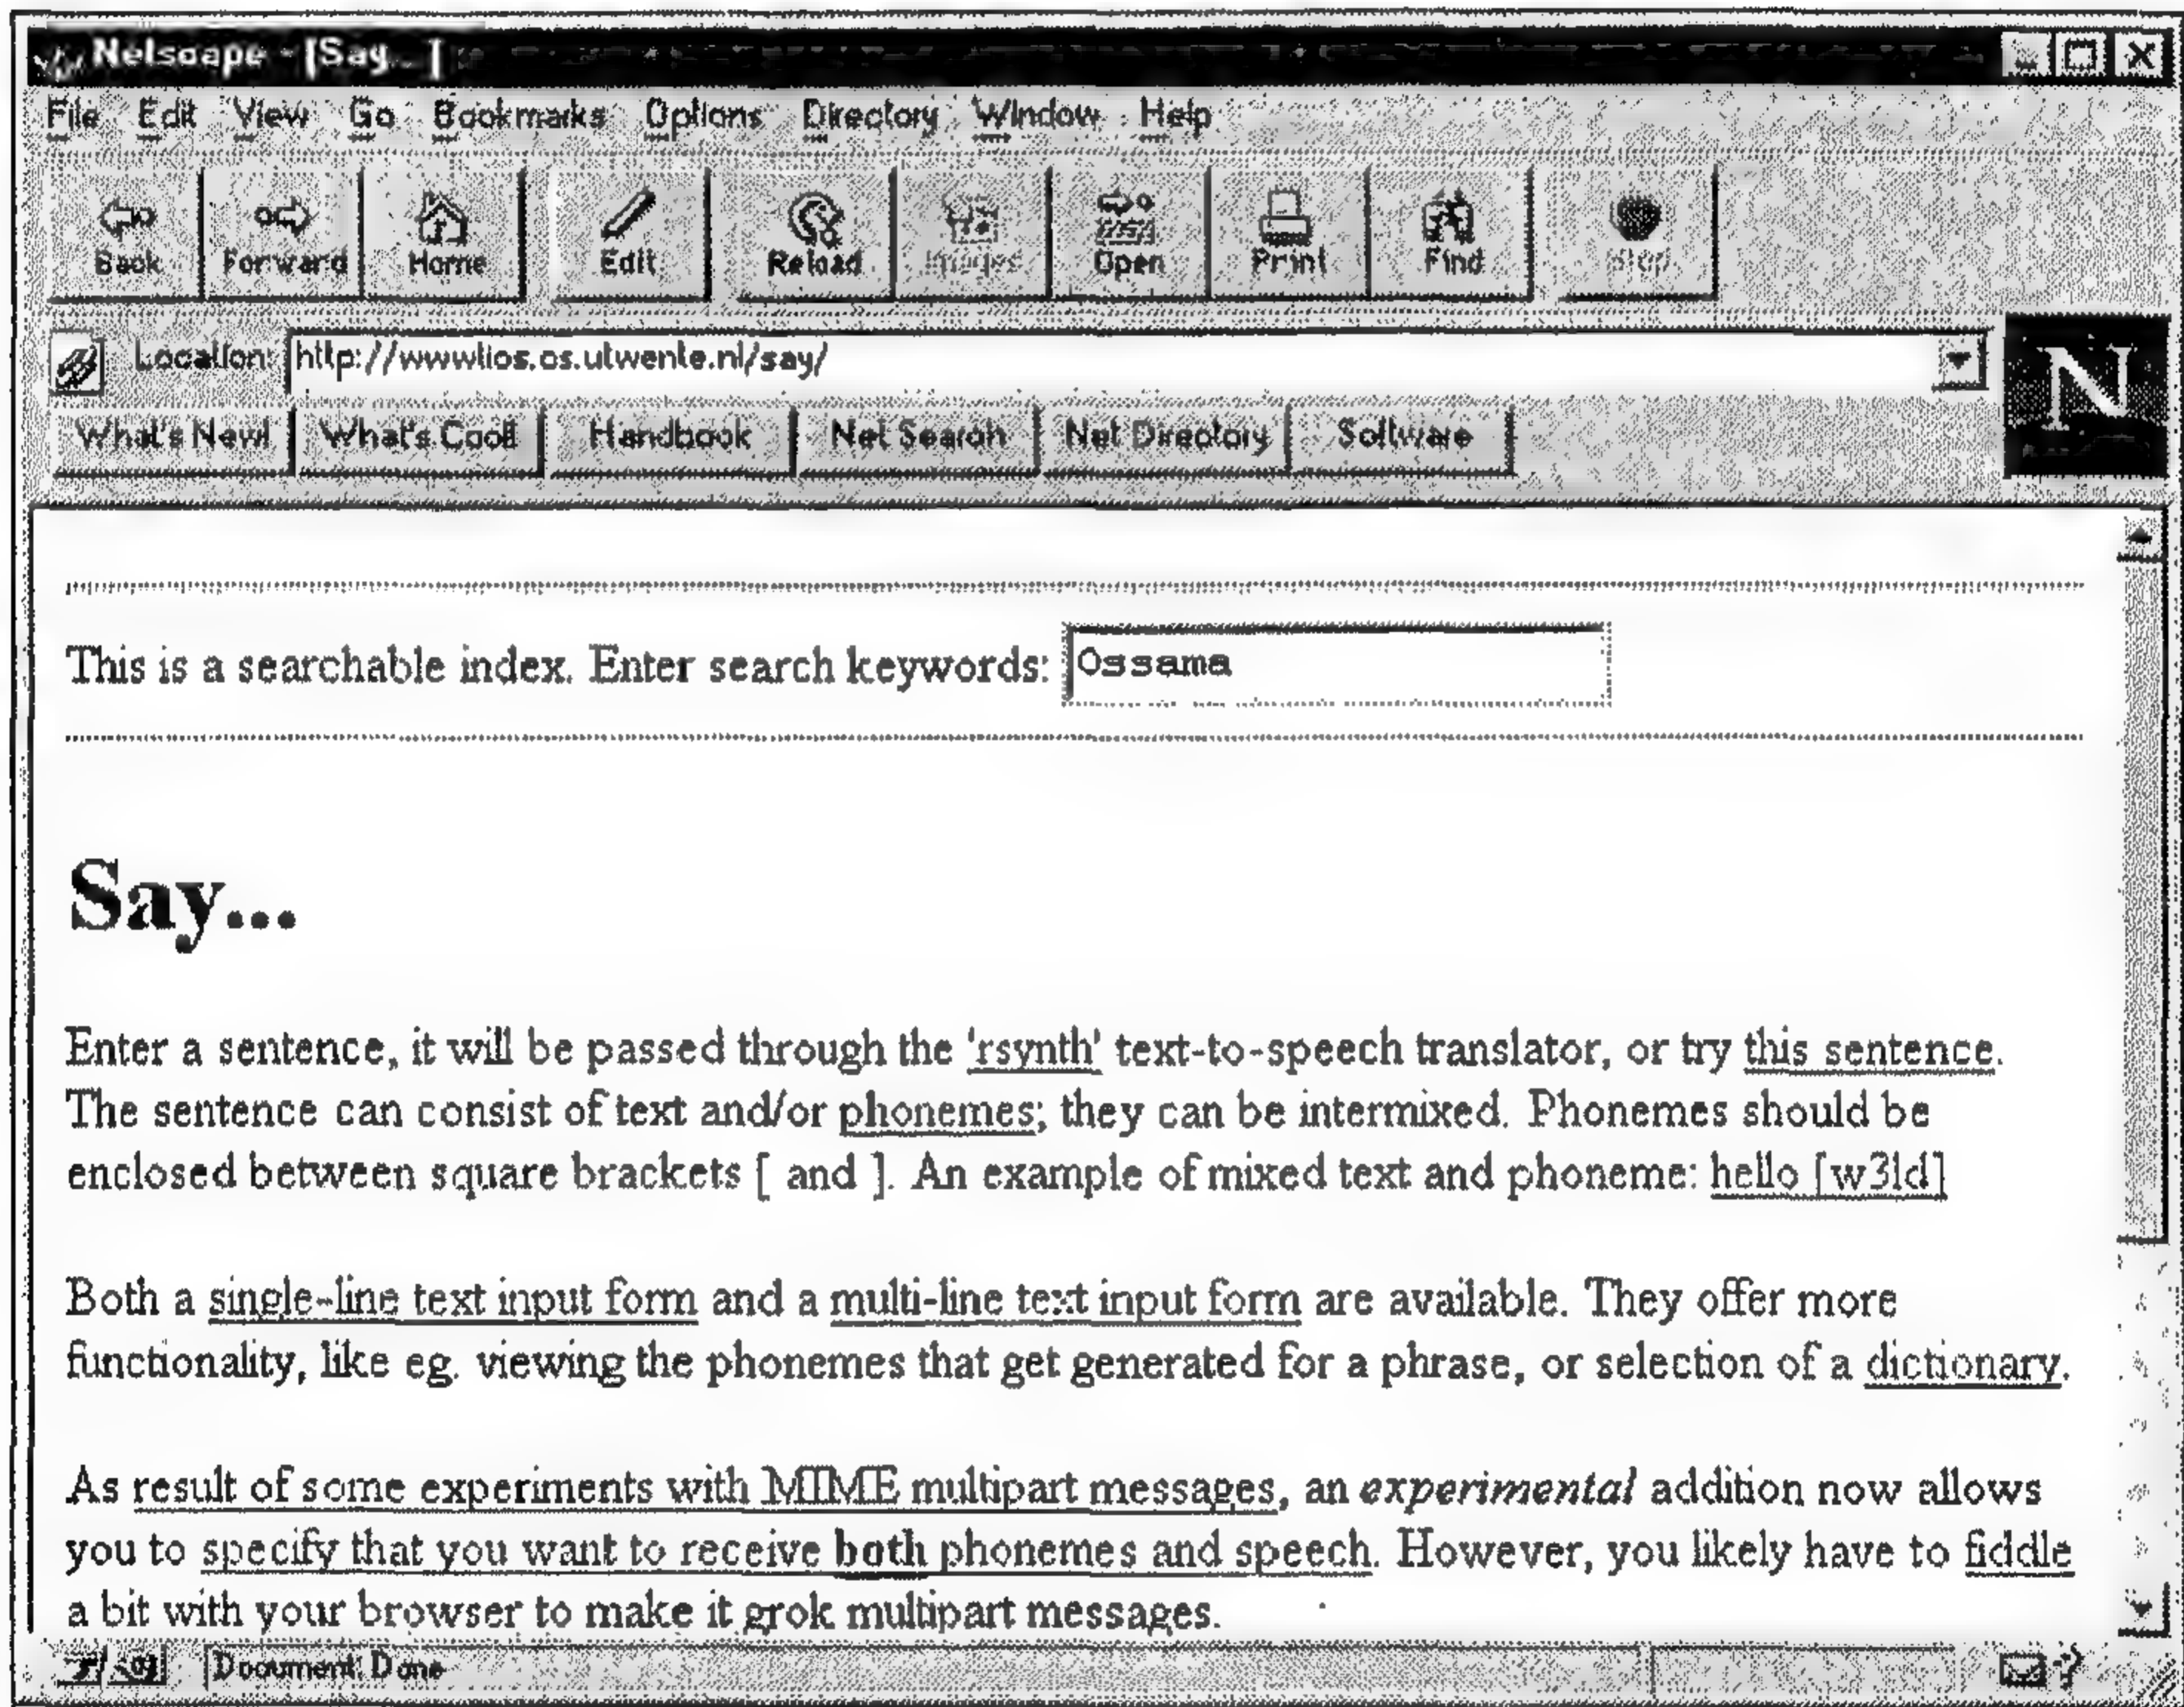 Netscape - [Say...]
File Edit View Go Bookmarks Options Directory Window Help
Back Forward Home Edit Reload Images Open Print Find Stop
Location: http://wwwtios.cs.utwente.nl/say/
N
What's New! What's Cool! Handbook Net Search Net Directory Software
This is a searchable index. Enter search keywords: Ossama
Say...
Enter a sentence, it will be passed through the 'rsynth' text-to-speech translator, or try this sentence.
The sentence can consist of text and/or phonemes; they can be intermixed. Phonemes should be
enclosed between square brackets [ and ]. An example of mixed text and phoneme: hello [w3ld]
Both a single-line text input form and a multi-line text input form are available. They offer more
functionality, like eg. viewing the phonemes that get generated for a phrase, or selection of a dictionary.
As result of some experiments with MIME multipart messages, an experimental addition now allows
you to specify that you want to receive both phonemes and speech. However, you likely have to fiddle
a bit with your browser to make it grok multipart messages.
Document: Done